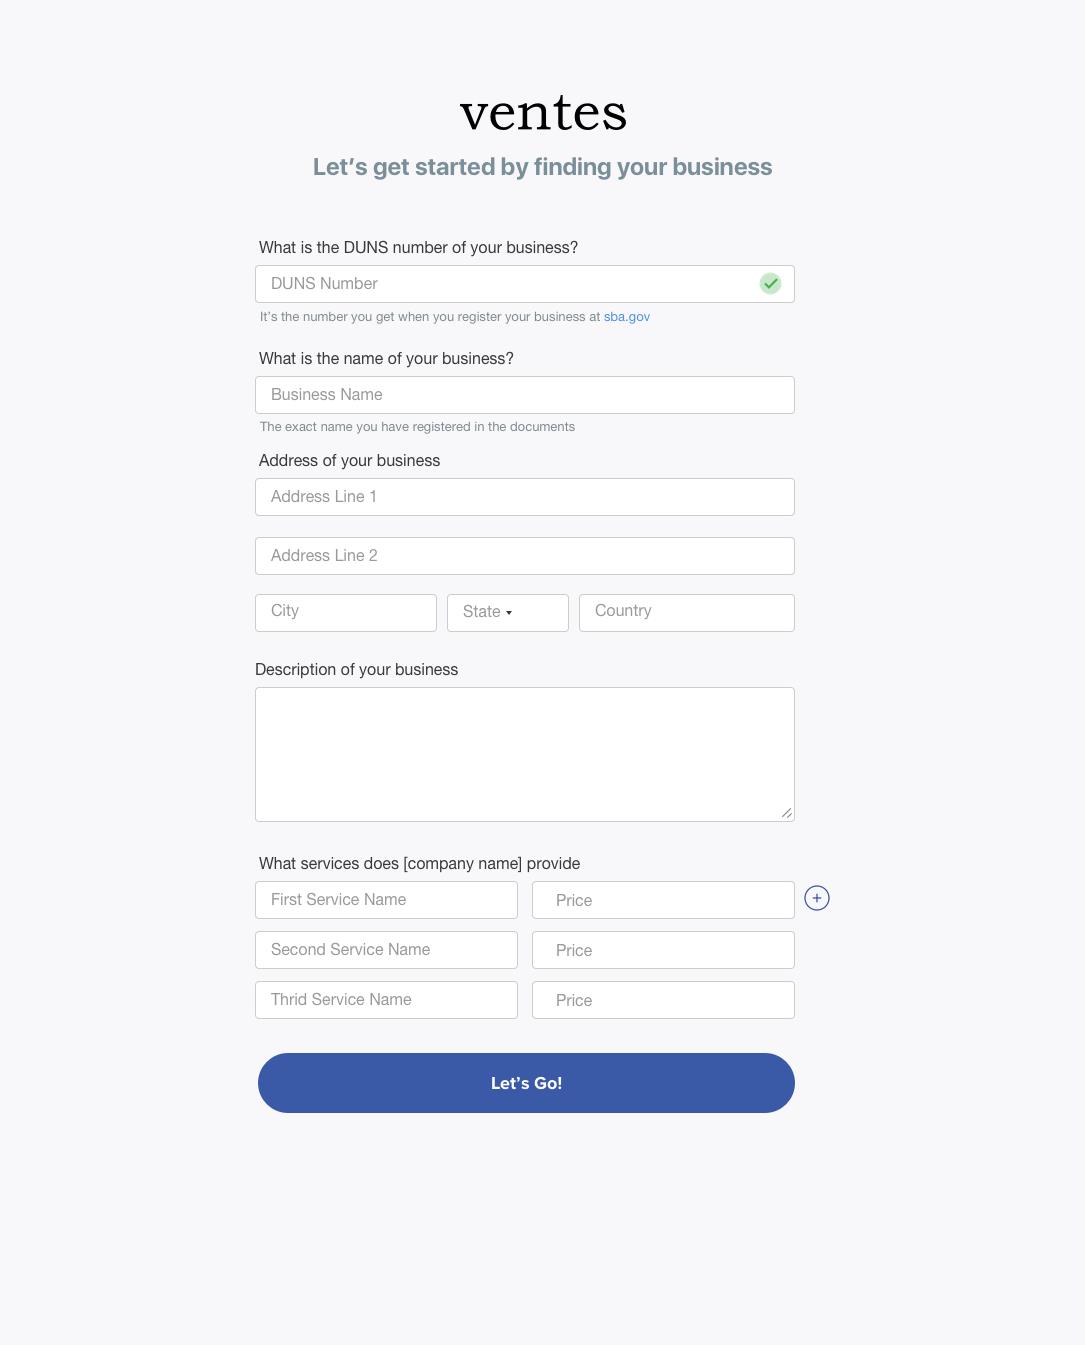 ventes
Let’s get started by finding your business
What is the DUNS number of your business?
DUNS Number
It’s the number you get when you register your business at sba.gov
What is the name of your business?
Business Name
The exact name you have registered in the documents
Address of your business
Address Line 1
Address Line 2
City State Country
Description of your business
What services does [company name] provide
First Service Name Price
Second Service Name Price
Thrid Service Name Price
Let’s Go!